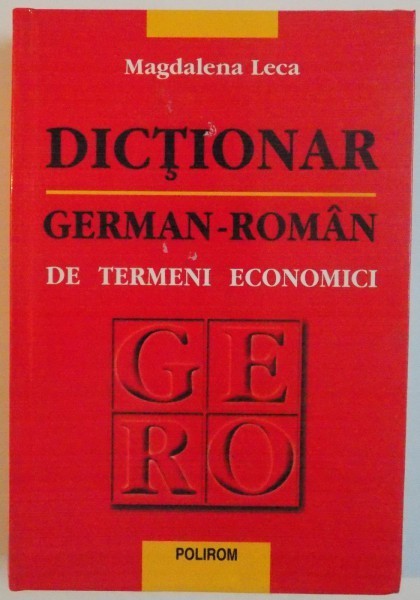 Magdalena Leca
DICŢIONAR
GERMAN-ROMÂN
DE TERMENI ECONOMICI
GE
RO
POLIROM